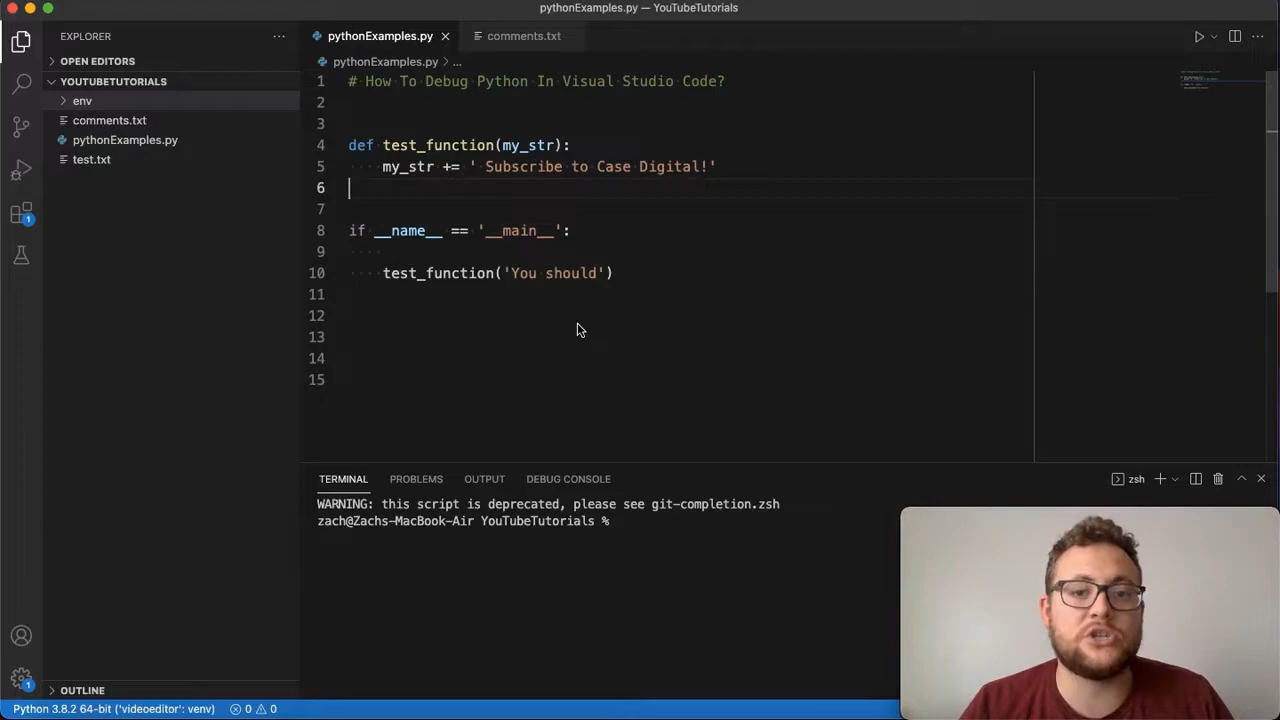 pythonExamples.py — YouTubeTutorials
EXPLORER
OPEN EDITORS
YOUTUBETUTORIALS
env
comments.txt
pythonExamples.py
test.txt
OUTLINE
1
1
pythonExamples.py
comments.txt
pythonExamples.py > ...
1 # How To Debug Python In Visual Studio Code?
2
3
4 def test_function(my_str):
5 my_str += ' Subscribe to Case Digital!'
6
7
8 if __name__ == '__main__':
9
10 test_function('You should')
11
12
13
14
15
TERMINAL PROBLEMS OUTPUT DEBUG CONSOLE
zsh
WARNING: this script is deprecated, please see git-completion.zsh
zach@Zachs-MacBook-Air YouTubeTutorials %
Python 3.8.2 64-bit ('videoeditor': venv) 0 0